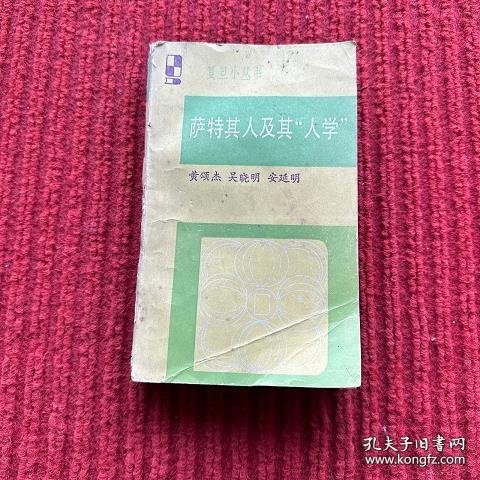 复旦小丛书
萨特其人及其“人学”
黄颂杰 吴晓明 安延明
孔夫子旧书网
www.kongfz.com